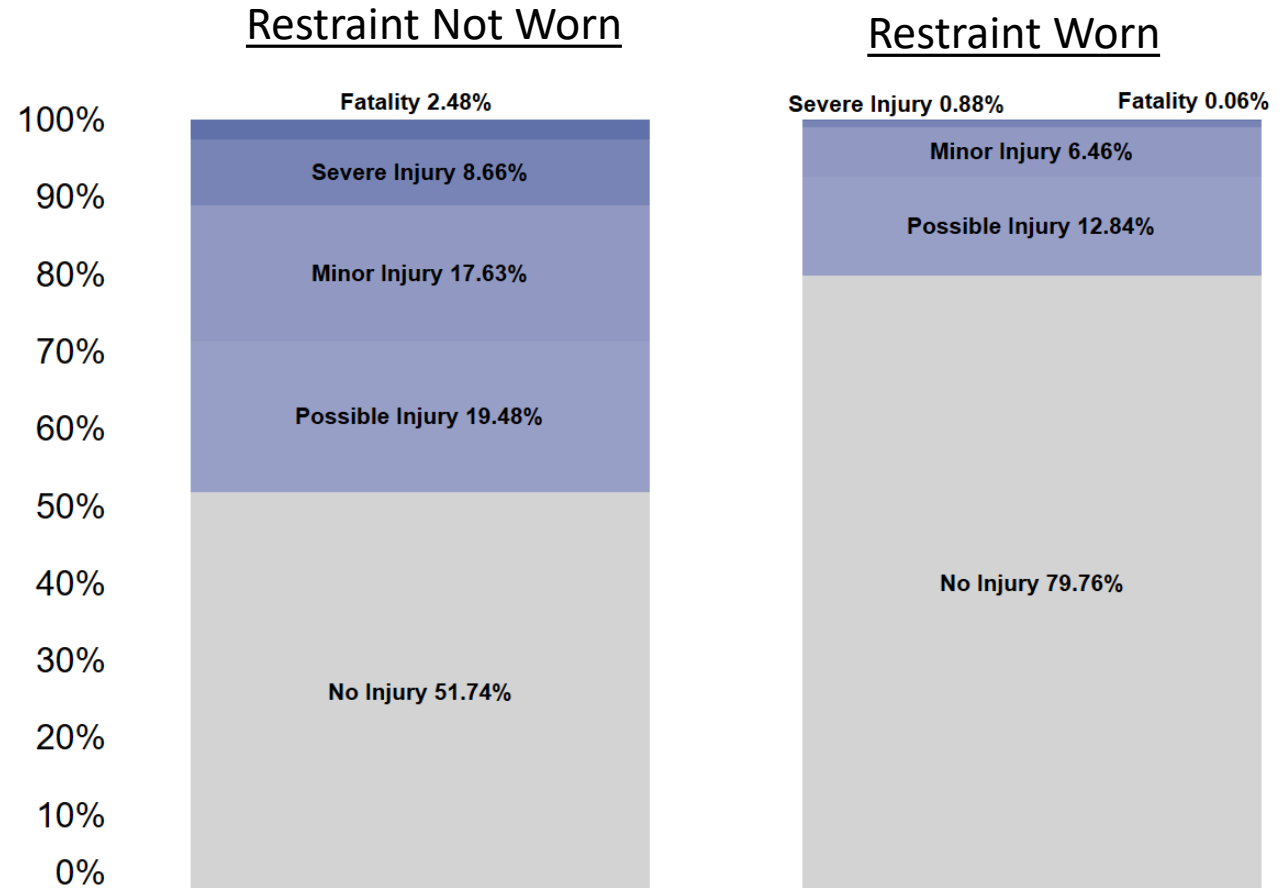 Restraint Not Worn
Restraint Worn
Fatality 2.48%
Severe Injury 0.88%
Fatality 0.06%
100%
Minor Injury 6.46%
Severe Injury 8.66%
90%
Possible Injury 12.84%
80%
Minor Injury 17.63%
70%
60%
Possible Injury 19.48%
50%
40%
No Injury 79.76%
30%
No Injury 51.74%
20%
10%
0%